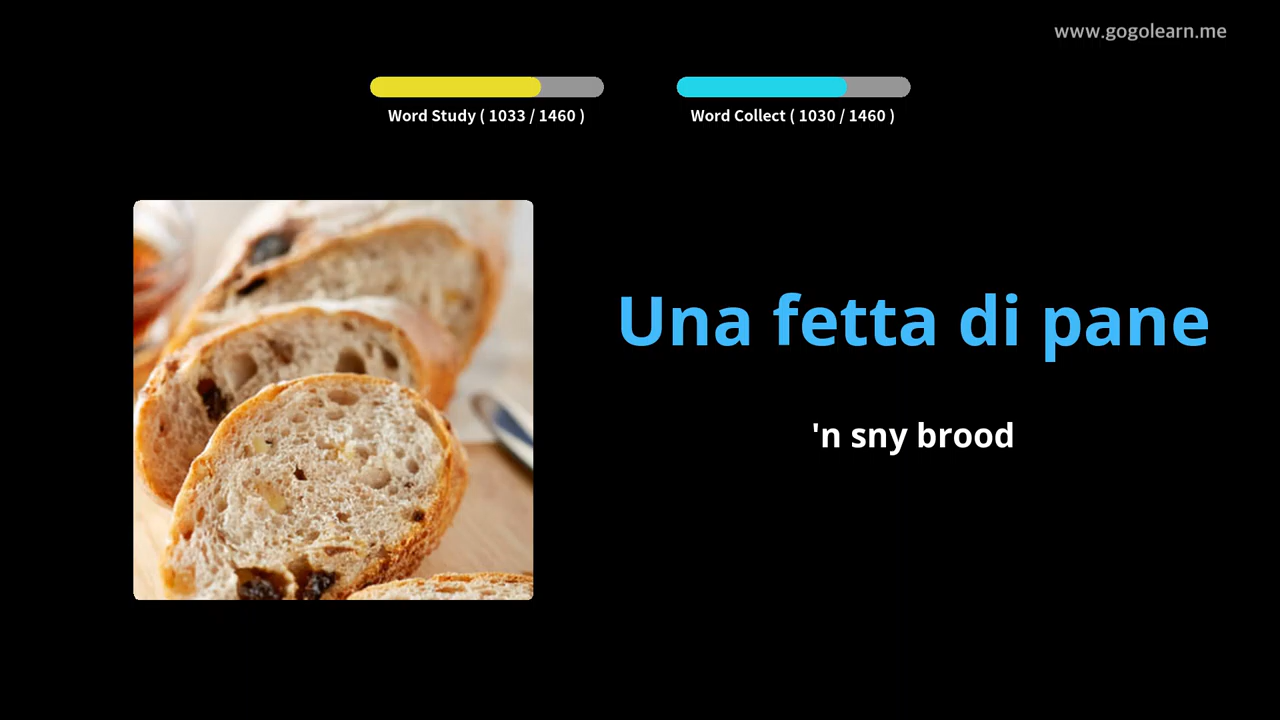 www.gogolearn.me
Word Study ( 1033 / 1460 )
Word Collect ( 1030 / 1460 )
Una fetta di pane
'n sny brood